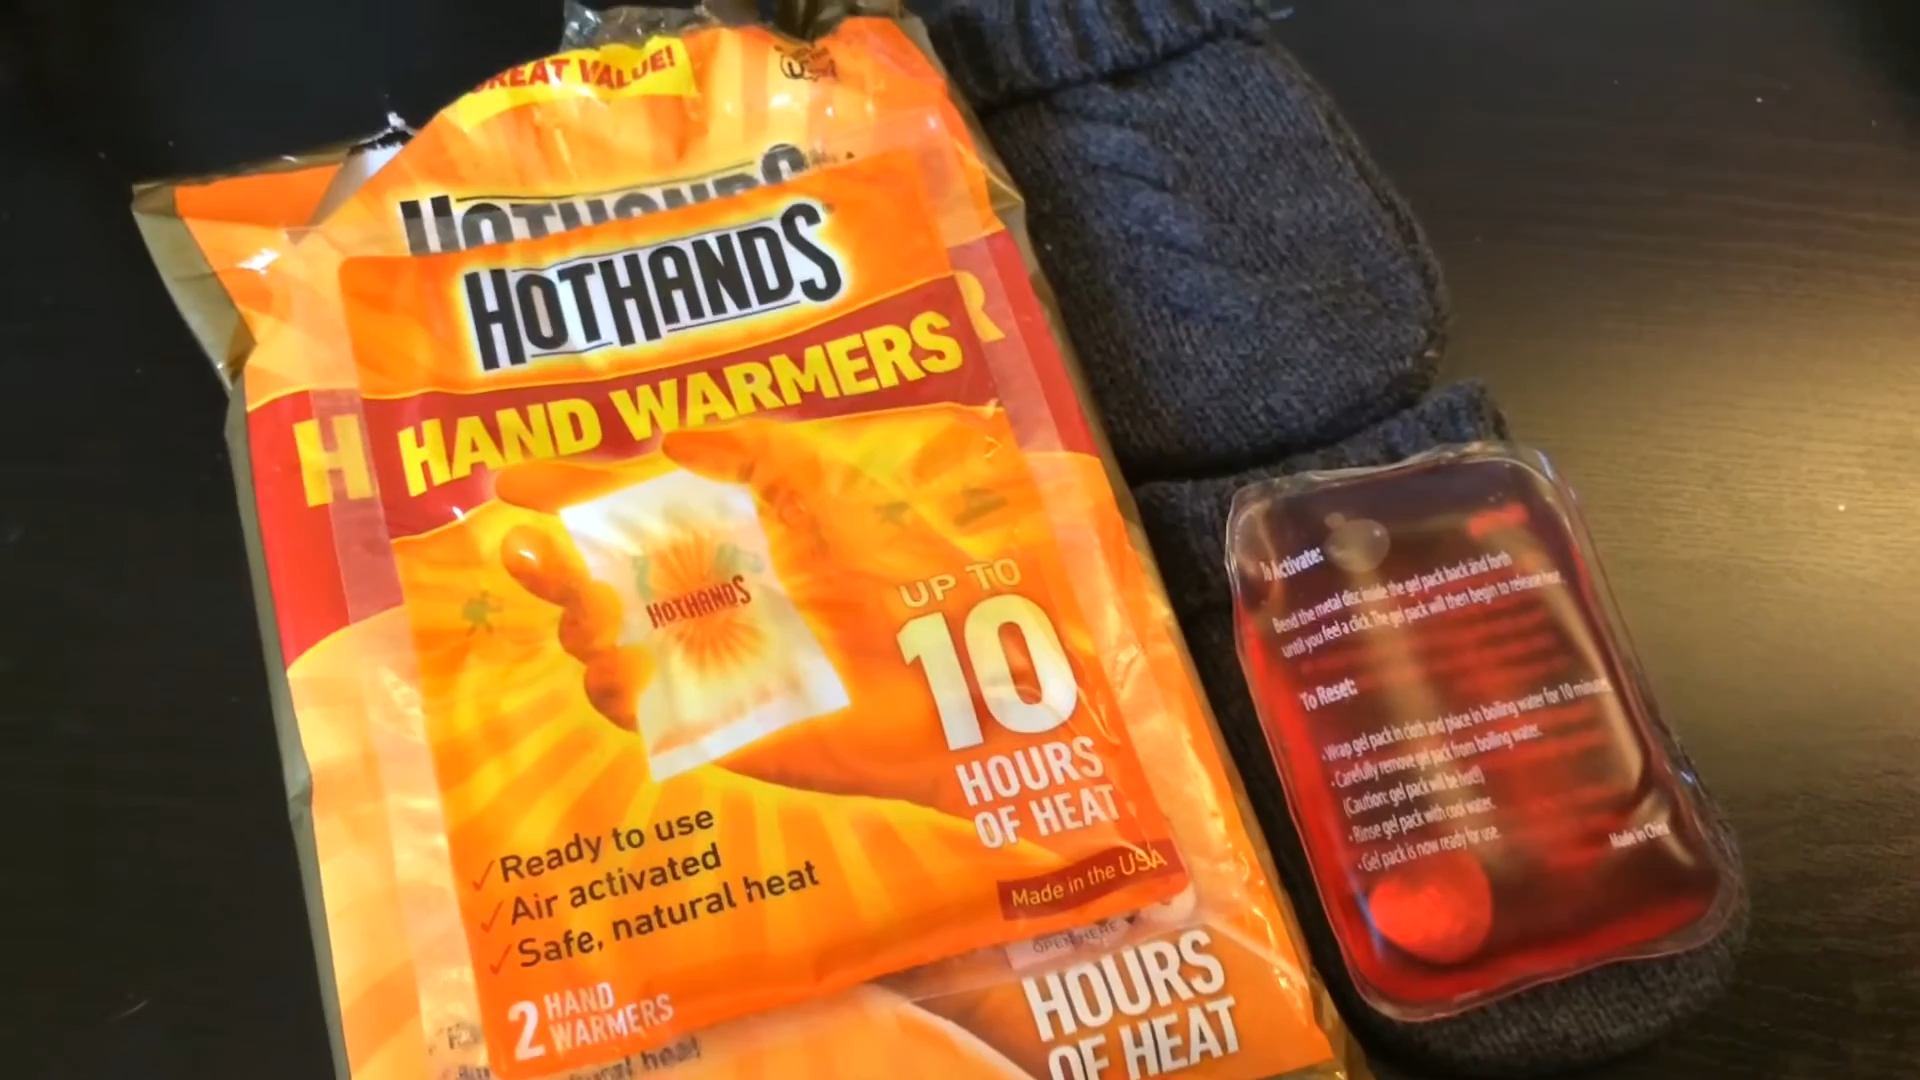 GREAT VALUE!
HOTHANDS
HOTHANDS
HAND WARMERS
HOTHANDS
UP TO
10
HOURS
OF HEAT
Ready to use
Air activated
Safe, natural heat
Made in the USA
OPEN HERE
2 HAND
WARMERS
HOURS
OF HEAT
To Activate:
Bend the metal disc inside the gel pack back and forth
until you feel a click. The gel pack will then begin to release heat.
To Reset:
- Wrap gel pack in cloth and place in boiling water for 10 minutes.
- Carefully remove gel pack from boiling water.
(Caution: gel pack will be hot!)
- Rinse gel pack with cool water.
- Gel pack is now ready for use.
Made in China